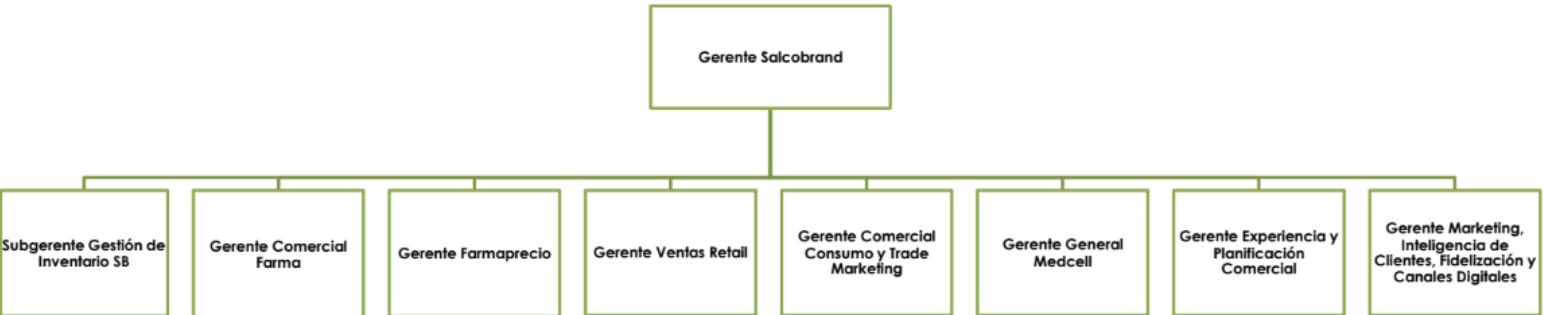 Gerente Salcobrand
Subgerente Gestión de
Inventario SB
Gerente Comercial
Farma
Gerente Farmaprecio
Gerente Ventas Retail
Gerente Comercial
Consumo y Trade
Marketing
Gerente General
Medcell
Gerente Experiencia y
Planificación
Comercial
Gerente Marketing,
Inteligencia de
Clientes, Fidelización y
Canales Digitales